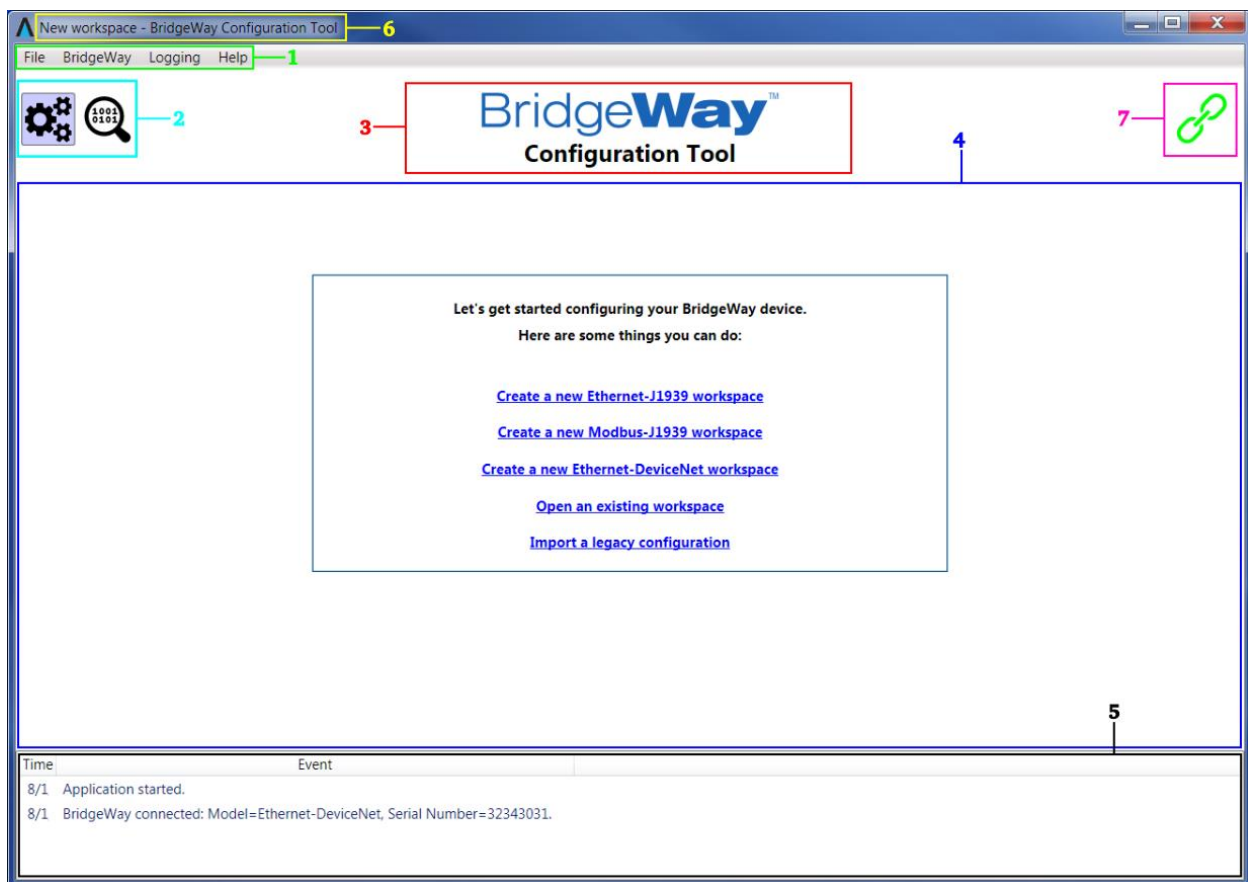 New workspace - BridgeWay Configuration Tool 6
File BridgeWay Logging Help 1
1001
0101
2
3
BridgeWay™
Configuration Tool
4
7
Let's get started configuring your BridgeWay device.
Here are some things you can do:
Create a new Ethernet-J1939 workspace
Create a new Modbus-J1939 workspace
Create a new Ethernet-DeviceNet workspace
Open an existing workspace
Import a legacy configuration
5
Time Event
8/1 Application started.
8/1 BridgeWay connected: Model=Ethernet-DeviceNet, Serial Number=32343031.